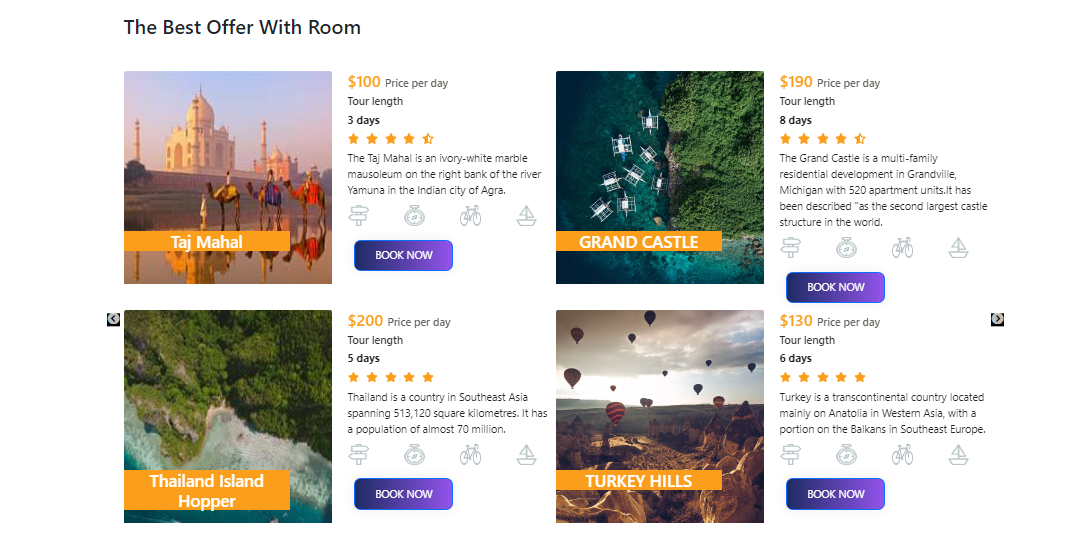 The Best Offer With Room
Taj Mahal
$100 Price per day
Tour length
3 days
The Taj Mahal is an ivory-white marble
mausoleum on the right bank of the river
Yamuna in the Indian city of Agra.
BOOK NOW
GRAND CASTLE
$190 Price per day
Tour length
8 days
The Grand Castle is a multi-family
residential development in Grandville,
Michigan with 520 apartment units.It has
been described "as the second largest castle
structure in the world.
BOOK NOW
Thailand Island
Hopper
$200 Price per day
Tour length
5 days
Thailand is a country in Southeast Asia
spanning 513,120 square kilometres. It has
a population of almost 70 million.
BOOK NOW
TURKEY HILLS
$130 Price per day
Tour length
6 days
Turkey is a transcontinental country located
mainly on Anatolia in Western Asia, with a
portion on the Balkans in Southeast Europe.
BOOK NOW